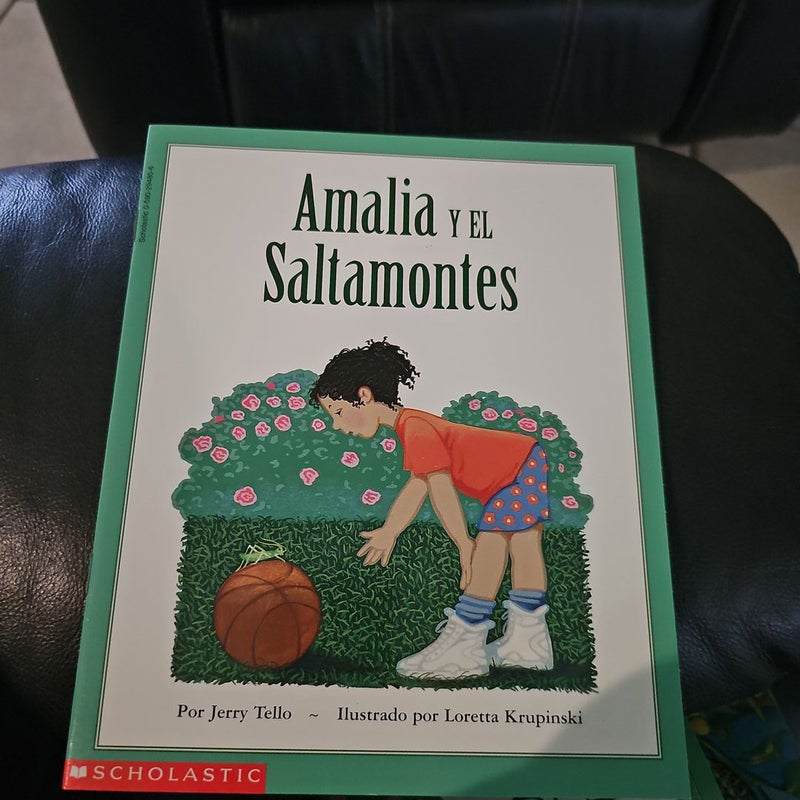 Amalia Y EL
Saltamontes
Por Jerry Tello ~ Ilustrado por Loretta Krupinski
SCHOLASTIC